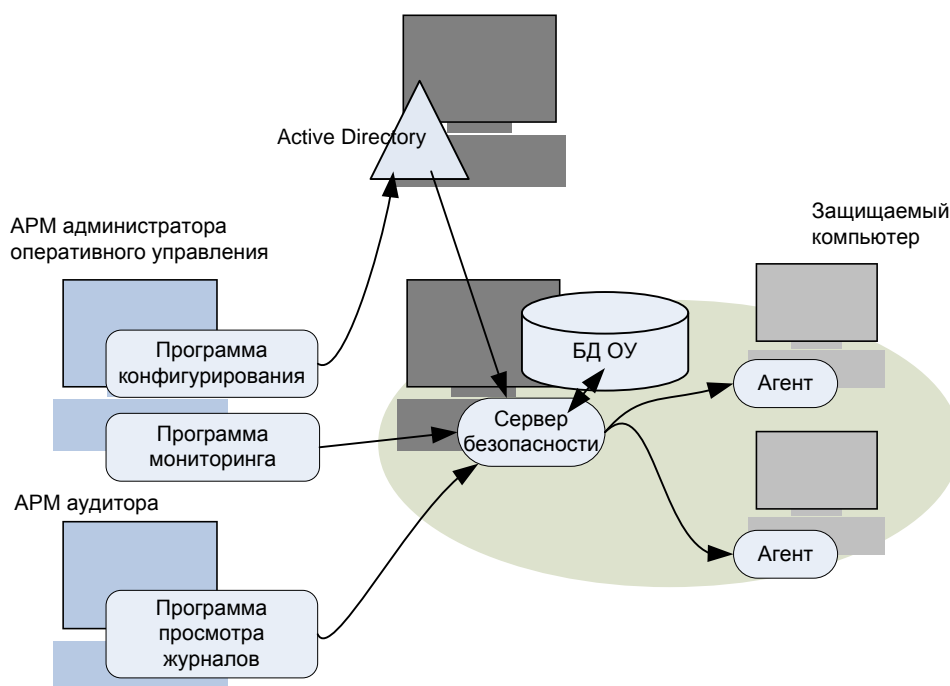 Active Directory
АРМ администратора
оперативного управления
Защищаемый
компьютер
Программа
конфигурирования
БД ОУ
Агент
Программа
мониторинга
Сервер
безопасности
АРМ аудитора
Агент
Программа
просмотра
журналов